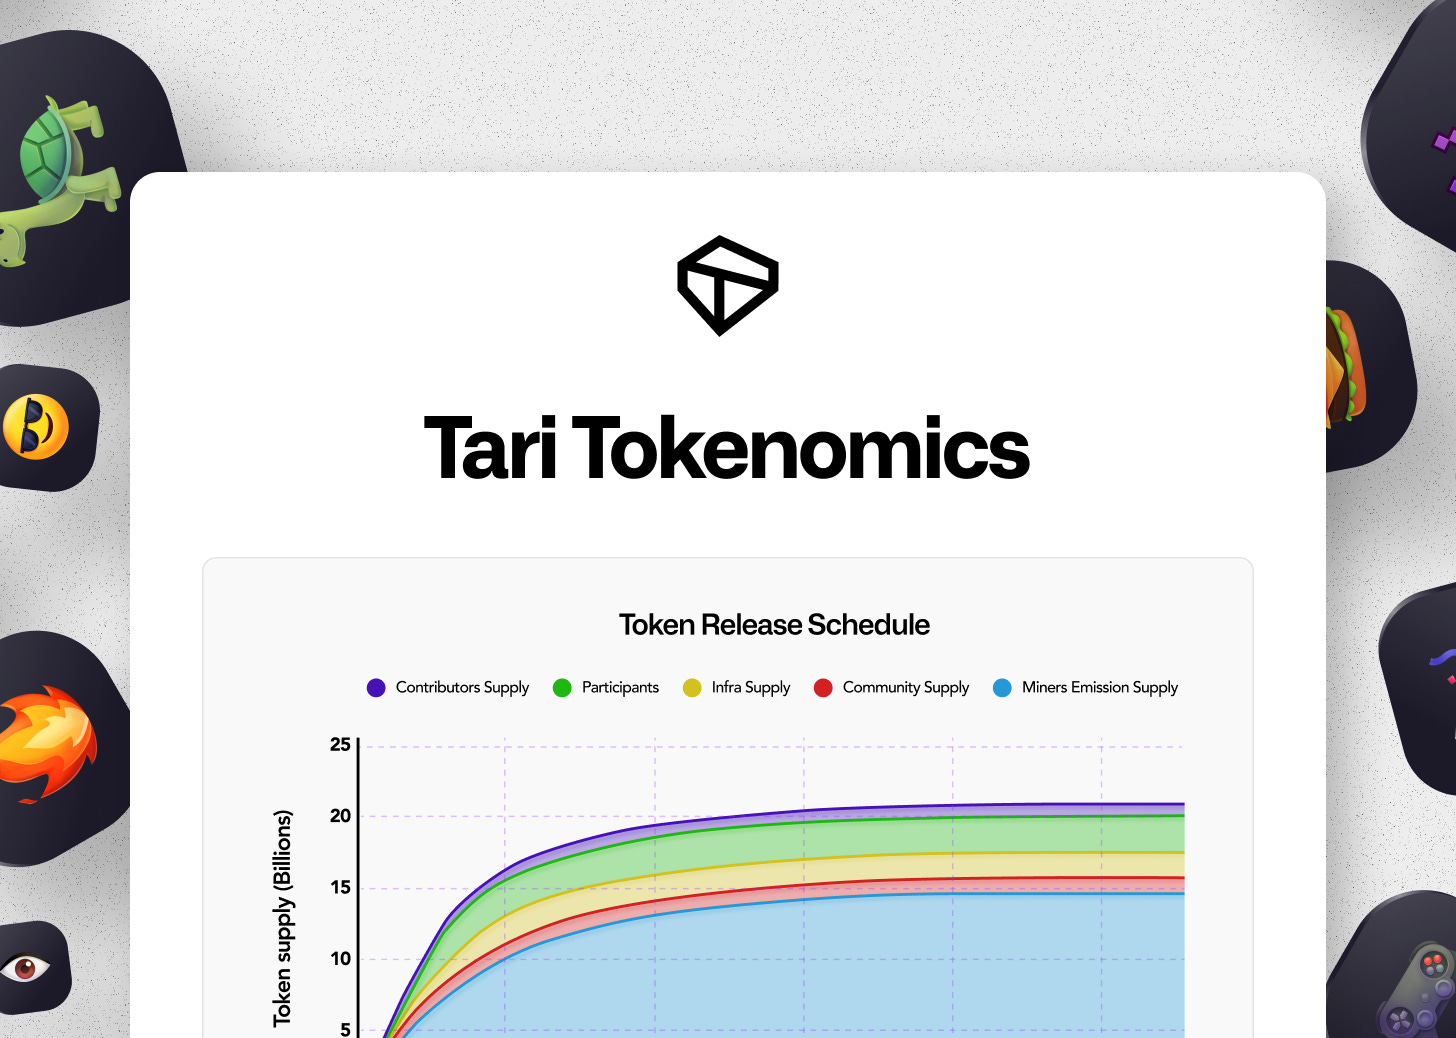 Tari Tokenomics
Token Release Schedule
Contributors Supply Participants Infra Supply Community Supply Miners Emission Supply
25
20
15
10
5
Token supply (Billions)